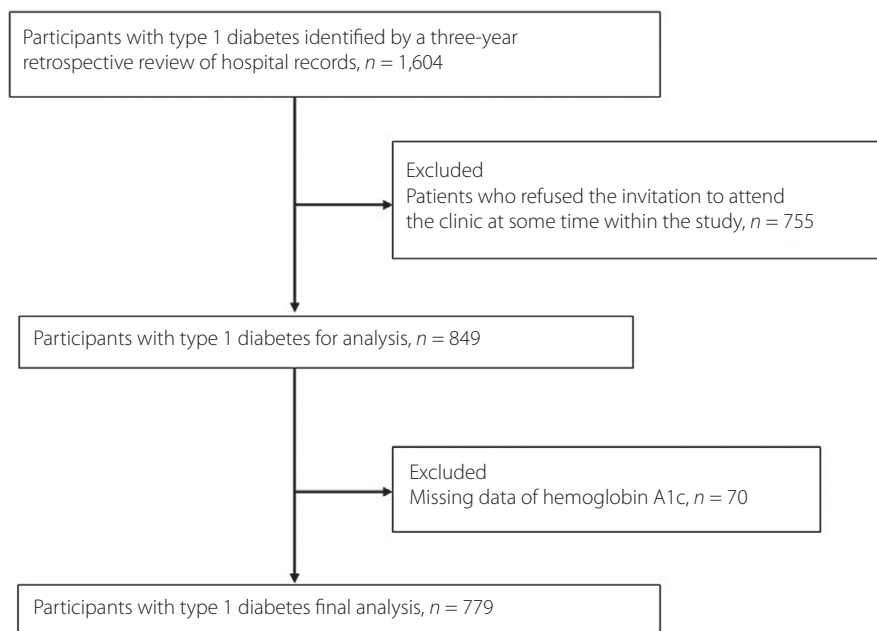 Participants with type 1 diabetes identified by a three-year
retrospective review of hospital records, n = 1,604
Excluded
Patients who refused the invitation to attend
the clinic at some time within the study, n = 755
Participants with type 1 diabetes for analysis, n = 849
Excluded
Missing data of hemoglobin A1c, n = 70
Participants with type 1 diabetes final analysis, n = 779